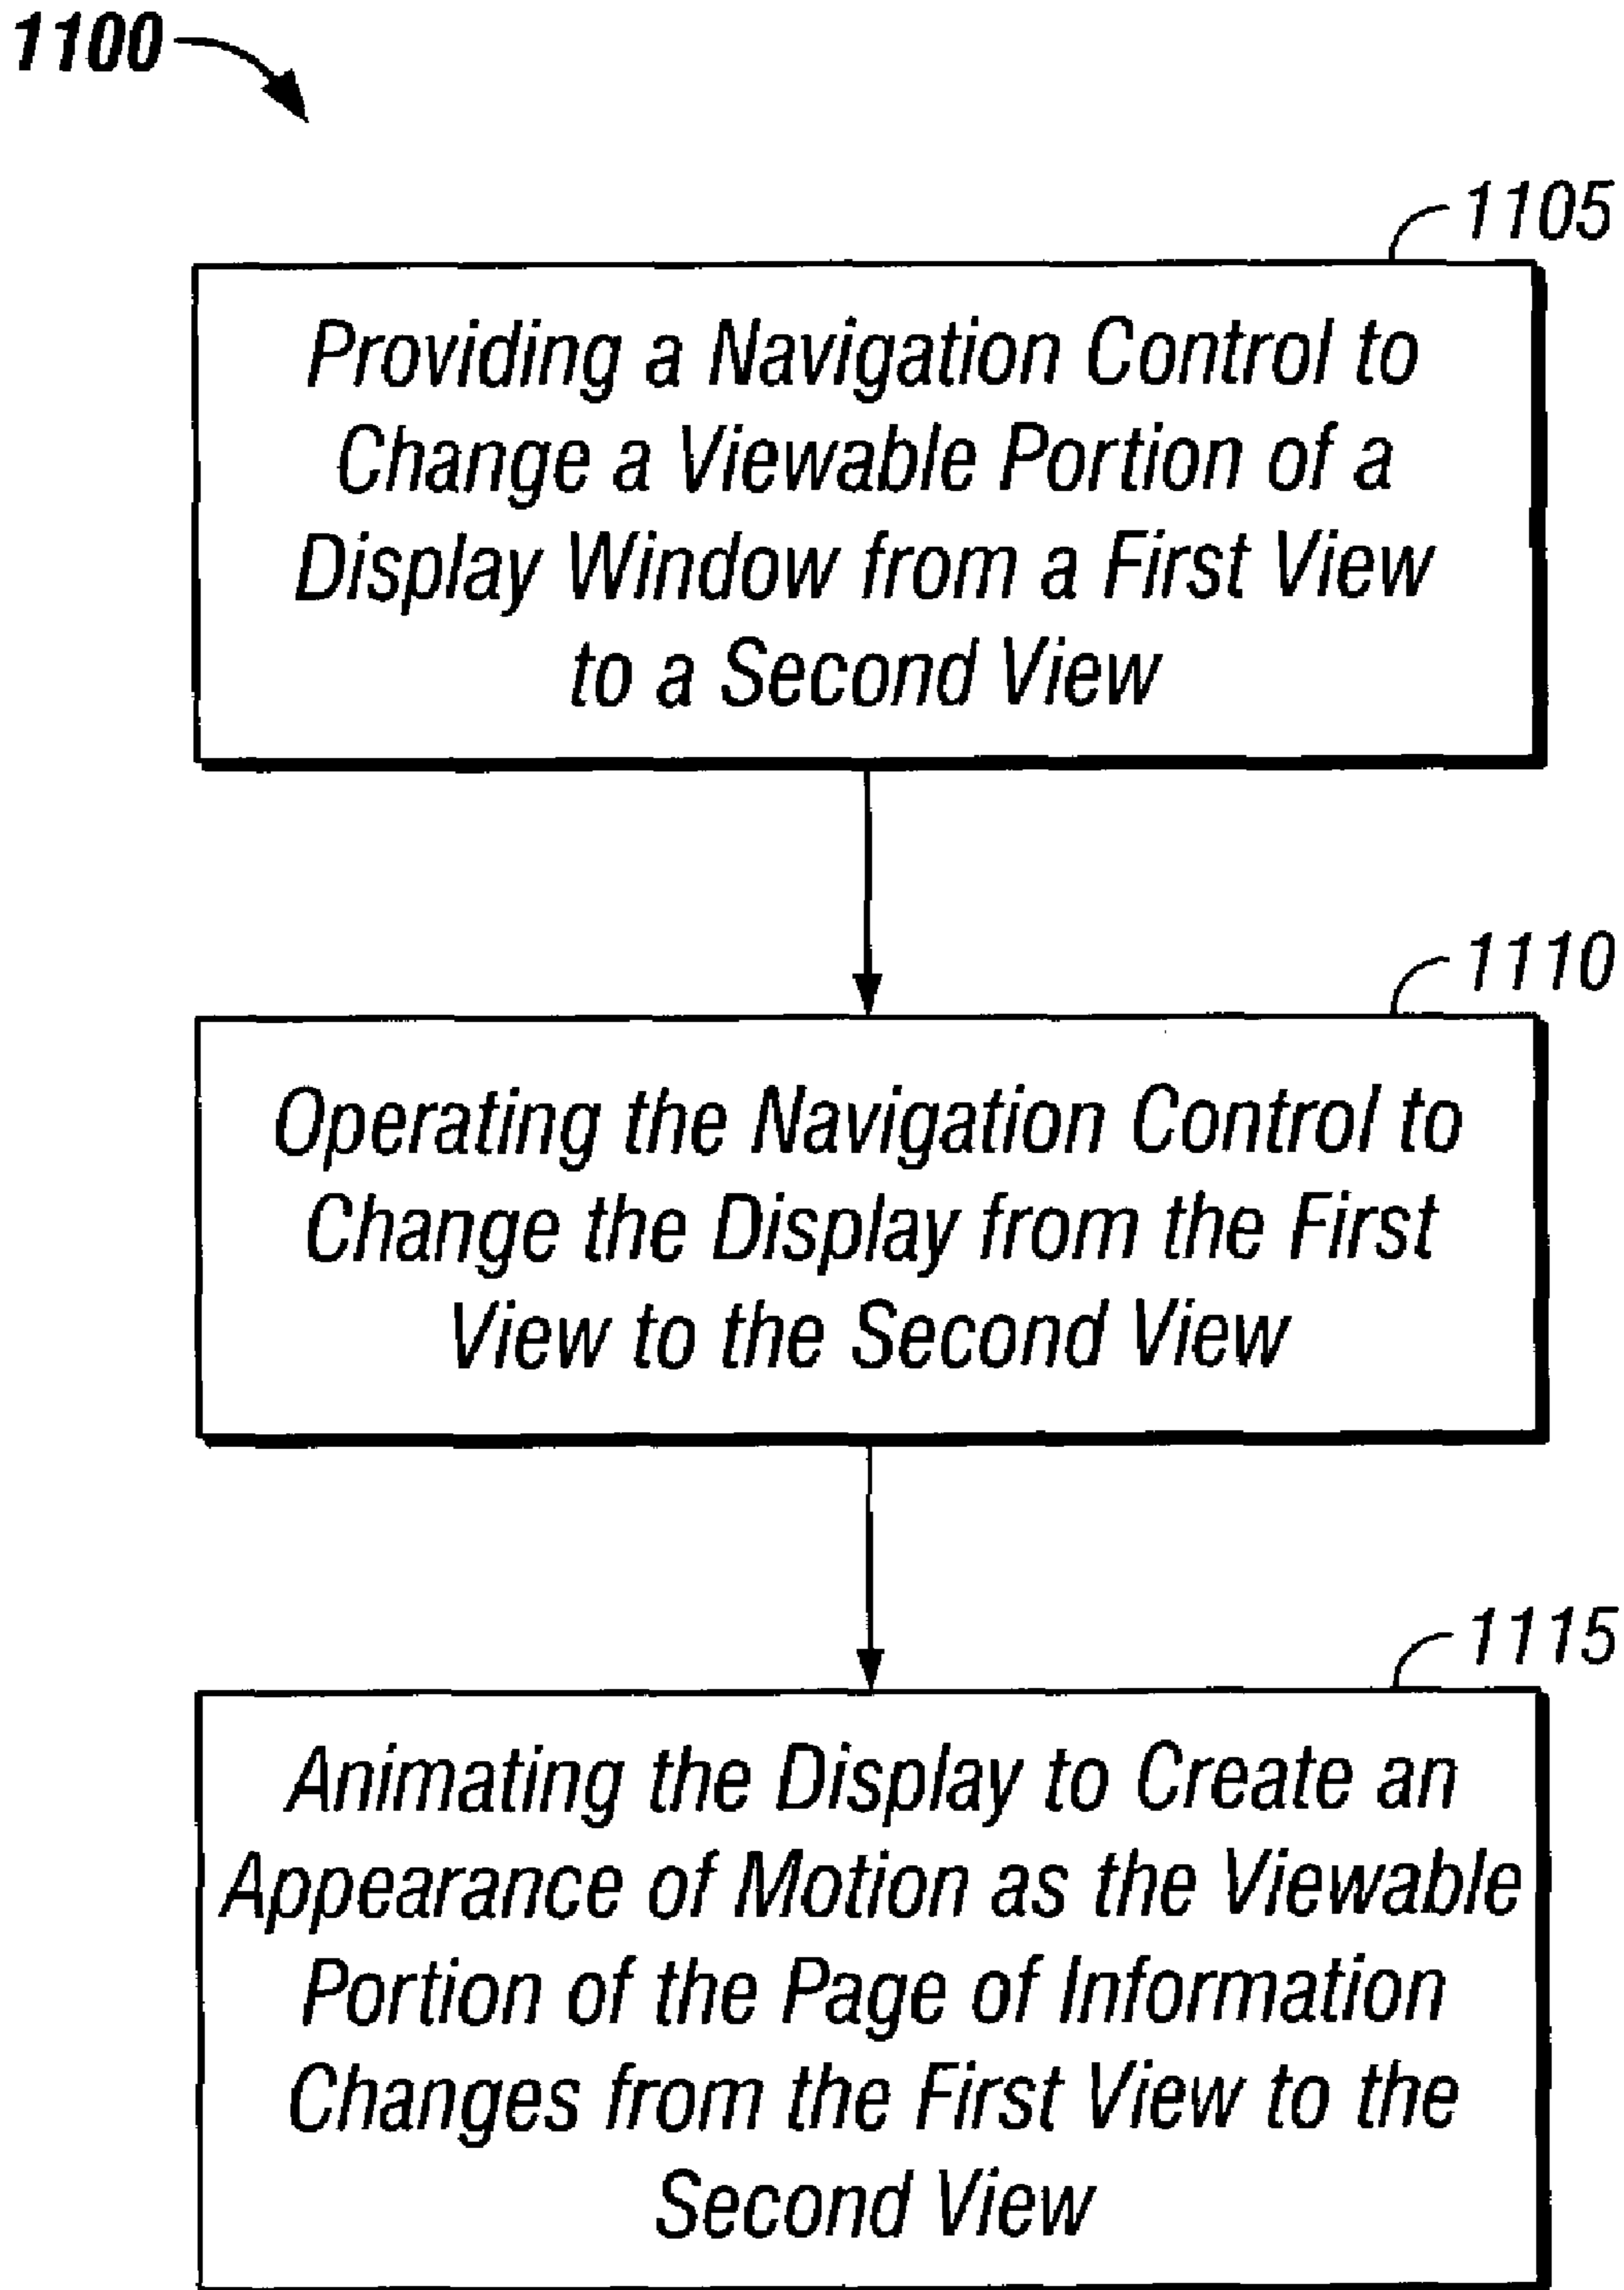 1100
1105
Providing a Navigation Control to
Change a Viewable Portion of a
Display Window from a First View
to a Second View
1110
Operating the Navigation Control to
Change the Display from the First
View to the Second View
1115
Animating the Display to Create an
Appearance of Motion as the Viewable
Portion of the Page of Information
Changes from the First View to the
Second View